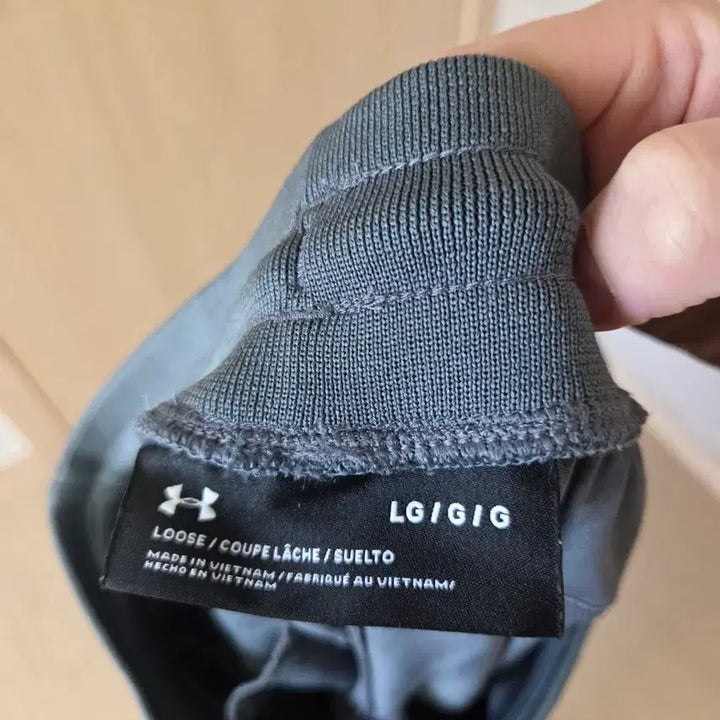 LG/G/G
LOOSE/COUPE LÂCHE/SUELTO
MADE IN VIETNAM/FABRIQUÉ AU VIETNAM/
HECHO EN VIETNAM